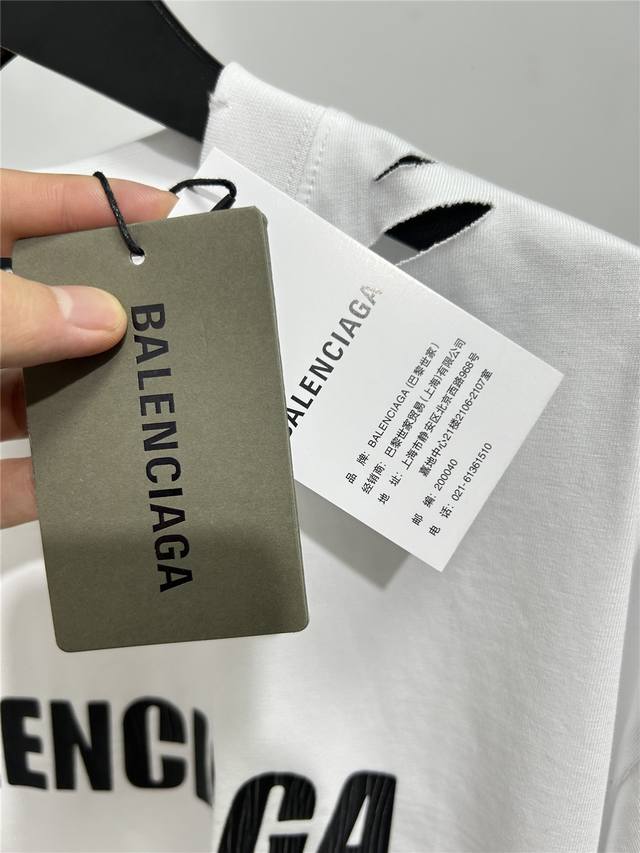 BALENCIAGA
BALENCIAGA
品 牌: BALENCIAGA (巴黎世家)
经销商: 巴黎世家贸易(上海)有限公司
地 址: 上海市静安区北京西路968号
嘉地中心21楼2106-2107室
邮 编: 200040
电 话: 021-61361510
ENCI
GA